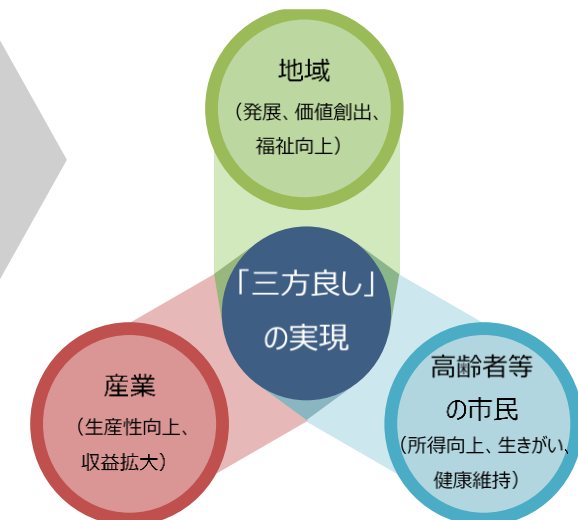 地域
（発展、価値創出、
福祉向上）
「三方良し」
の実現
産業
（生産性向上、
収益拡大）
高齢者等
の市民
（所得向上、生きがい、
健康維持）